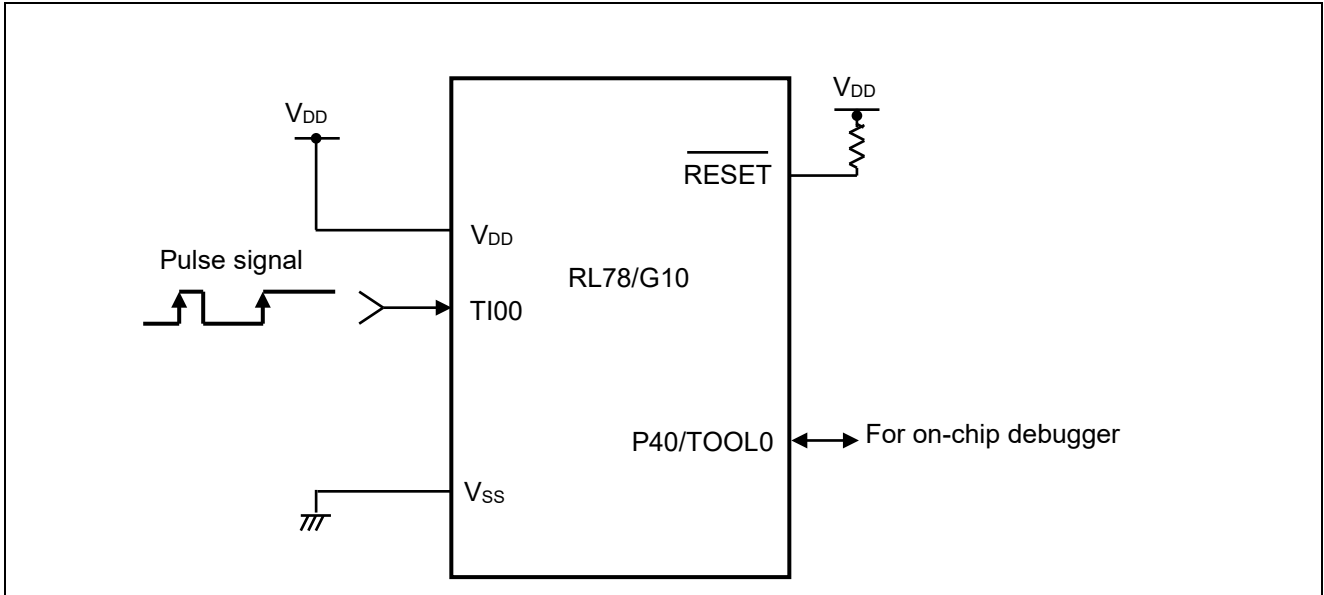 VDD
VDD
RESET
VDD
Pulse signal
RL78/G10
TI00
P40/TOOL0
For on-chip debugger
VSS